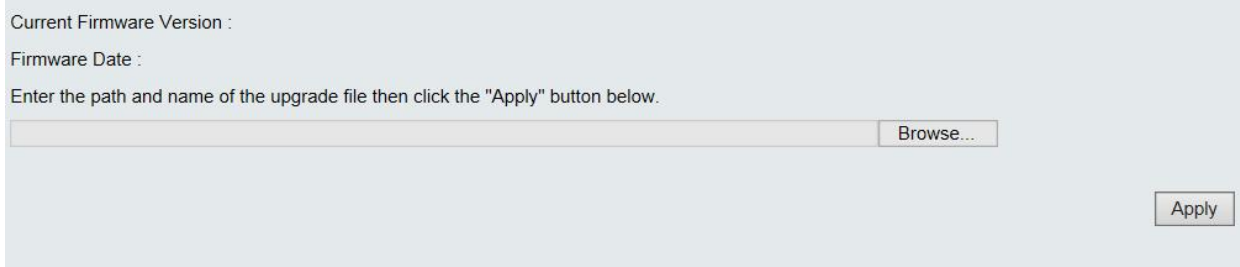 Current Firmware Version :
Firmware Date :
Enter the path and name of the upgrade file then click the "Apply" button below.
Browse...
Apply